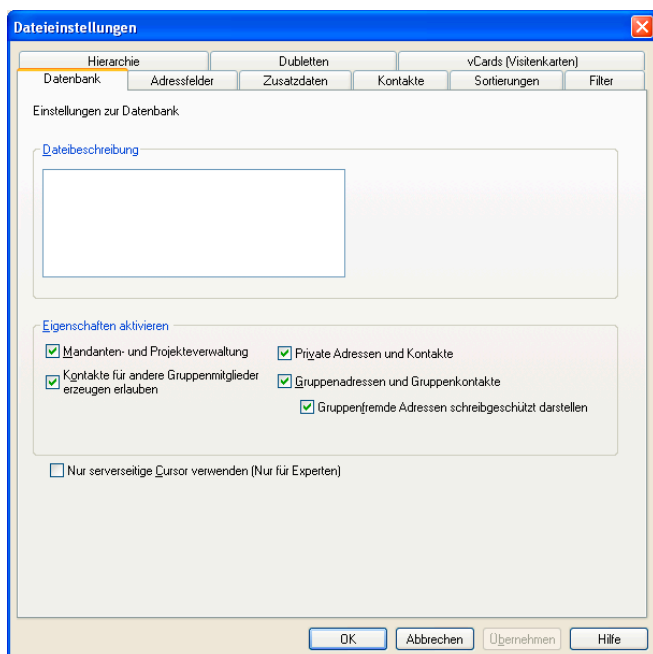 Dateieinstellungen
Hierarchie Dubletten vCards (Visitenkarten)
Datenbank Adressfelder Zusatzdaten Kontakte Sortierungen Filter
Einstellungen zur Datenbank
Dateibeschreibung
Eigenschaften aktivieren
Mandanten- und Projekteverwaltung
Private Adressen und Kontakte
Kontakte für andere Gruppenmitglieder
erzeugen erlauben
Gruppenadressen und Gruppenkontakte
Gruppenfremde Adressen schreibgeschützt darstellen
Nur serverseitige Cursor verwenden (Nur für Experten)
OK Abbrechen Übernehmen Hilfe